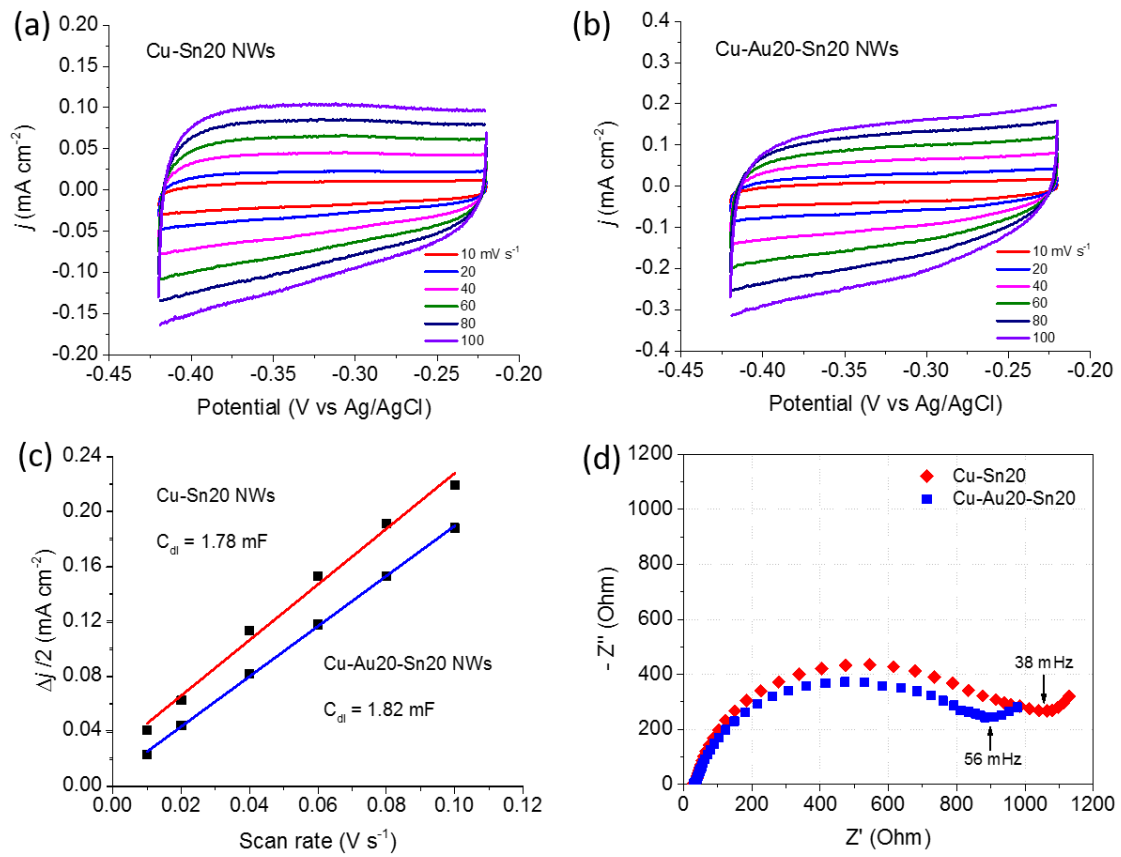 (a)
Cu-Sn20 NWs
0.20
0.15
0.10
0.05
0.00
-0.05
-0.10
-0.15
-0.20
j (mA cm⁻²)
10 mV s⁻¹
20
40
60
80
100
-0.45
-0.40
-0.35
-0.30
-0.25
-0.20
Potential (V vs Ag/AgCl)
(b)
Cu-Au20-Sn20 NWs
0.4
0.3
0.2
0.1
0.0
-0.1
-0.2
-0.3
-0.4
j (mA cm⁻²)
10 mV s⁻¹
20
40
60
80
100
-0.45
-0.40
-0.35
-0.30
-0.25
-0.20
Potential (V vs Ag/AgCl)
(c)
0.24
0.20
0.16
0.12
0.08
0.04
0.00
Δj /2 (mA cm⁻²)
Cu-Sn20 NWs
C_dl = 1.78 mF
Cu-Au20-Sn20 NWs
C_dl = 1.82 mF
0.00
0.02
0.04
0.06
0.08
0.10
0.12
Scan rate (V s⁻¹)
(d)
1200
1000
800
600
400
200
0
- Z'' (Ohm)
Cu-Sn20
Cu-Au20-Sn20
38 mHz
56 mHz
0
200
400
600
800
1000
1200
Z' (Ohm)